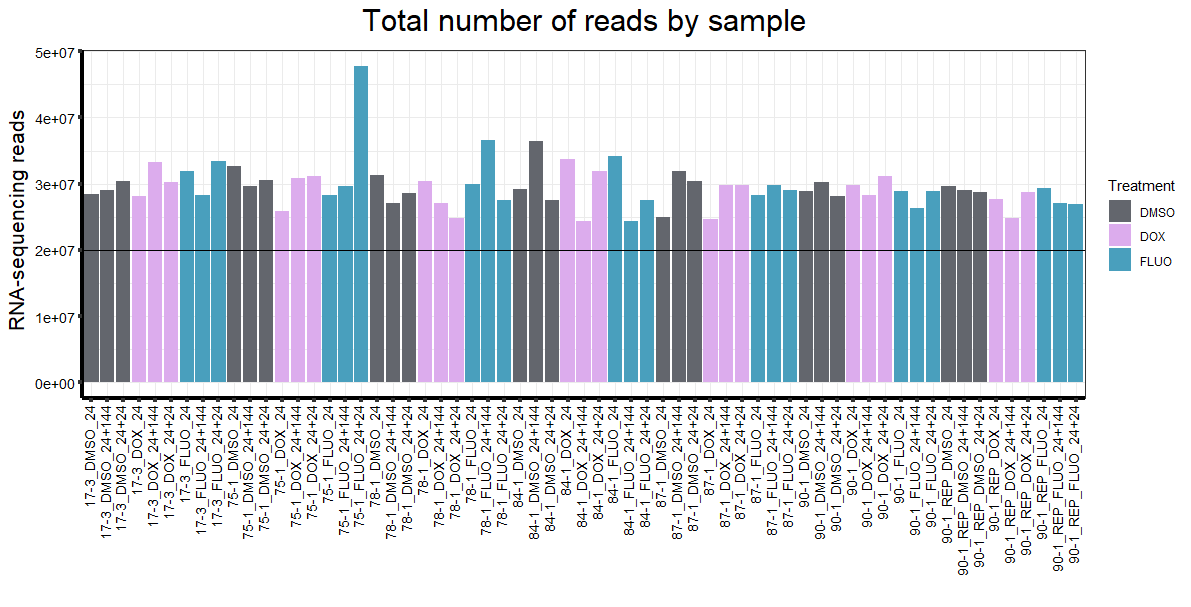 Total number of reads by sample
RNA-sequencing reads
5e+07
4e+07
3e+07
2e+07
1e+07
0e+00
17-3_DMSO_24
17-3_DMSO_24+144
17-3_DMSO_24+24
17-3_DOX_24
17-3_DOX_24+144
17-3_DOX_24+24
17-3_FLUO_24
17-3_FLUO_24+144
17-3_FLUO_24+24
75-1_DMSO_24
75-1_DMSO_24+144
75-1_DMSO_24+24
75-1_DOX_24
75-1_DOX_24+144
75-1_DOX_24+24
75-1_FLUO_24
75-1_FLUO_24+144
75-1_FLUO_24+24
78-1_DMSO_24
78-1_DMSO_24+144
78-1_DMSO_24+24
78-1_DOX_24
78-1_DOX_24+144
78-1_DOX_24+24
78-1_FLUO_24
78-1_FLUO_24+144
78-1_FLUO_24+24
84-1_DMSO_24
84-1_DMSO_24+144
84-1_DMSO_24+24
84-1_DOX_24
84-1_DOX_24+144
84-1_DOX_24+24
84-1_FLUO_24
84-1_FLUO_24+144
84-1_FLUO_24+24
87-1_DMSO_24
87-1_DMSO_24+144
87-1_DMSO_24+24
87-1_DOX_24
87-1_DOX_24+144
87-1_DOX_24+24
87-1_FLUO_24
87-1_FLUO_24+144
87-1_FLUO_24+24
90-1_DMSO_24
90-1_DMSO_24+144
90-1_DMSO_24+24
90-1_DOX_24
90-1_DOX_24+144
90-1_DOX_24+24
90-1_FLUO_24
90-1_FLUO_24+144
90-1_FLUO_24+24
90-1_REP_DMSO_24
90-1_REP_DMSO_24+144
90-1_REP_DMSO_24+24
90-1_REP_DOX_24
90-1_REP_DOX_24+144
90-1_REP_DOX_24+24
90-1_REP_FLUO_24
90-1_REP_FLUO_24+144
90-1_REP_FLUO_24+24
Treatment
DMSO
DOX
FLUO